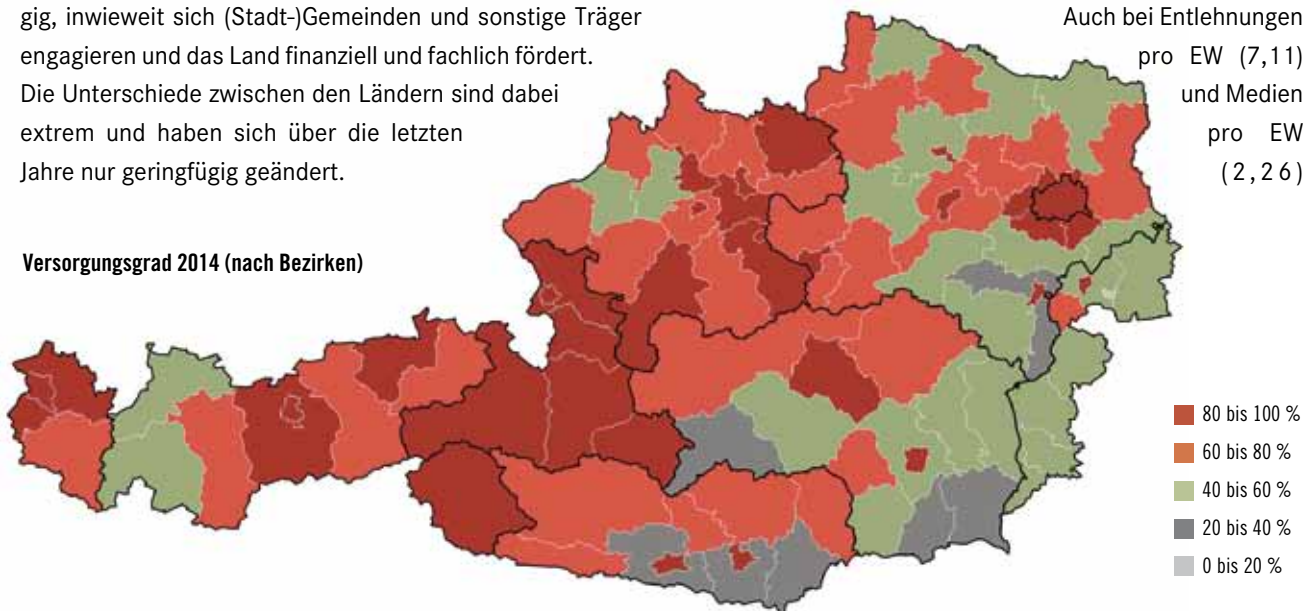 gig, inwieweit sich (Stadt-)Gemeinden und sonstige Träger
engagieren und das Land finanziell und fachlich fördert.
Die Unterschiede zwischen den Ländern sind dabei
extrem und haben sich über die letzten
Jahre nur geringfügig geändert.
Auch bei Entlehnungen
pro EW (7,11)
und Medien
pro EW
(2,26)
Versorgungsgrad 2014 (nach Bezirken)
80 bis 100 %
60 bis 80 %
40 bis 60 %
20 bis 40 %
0 bis 20 %